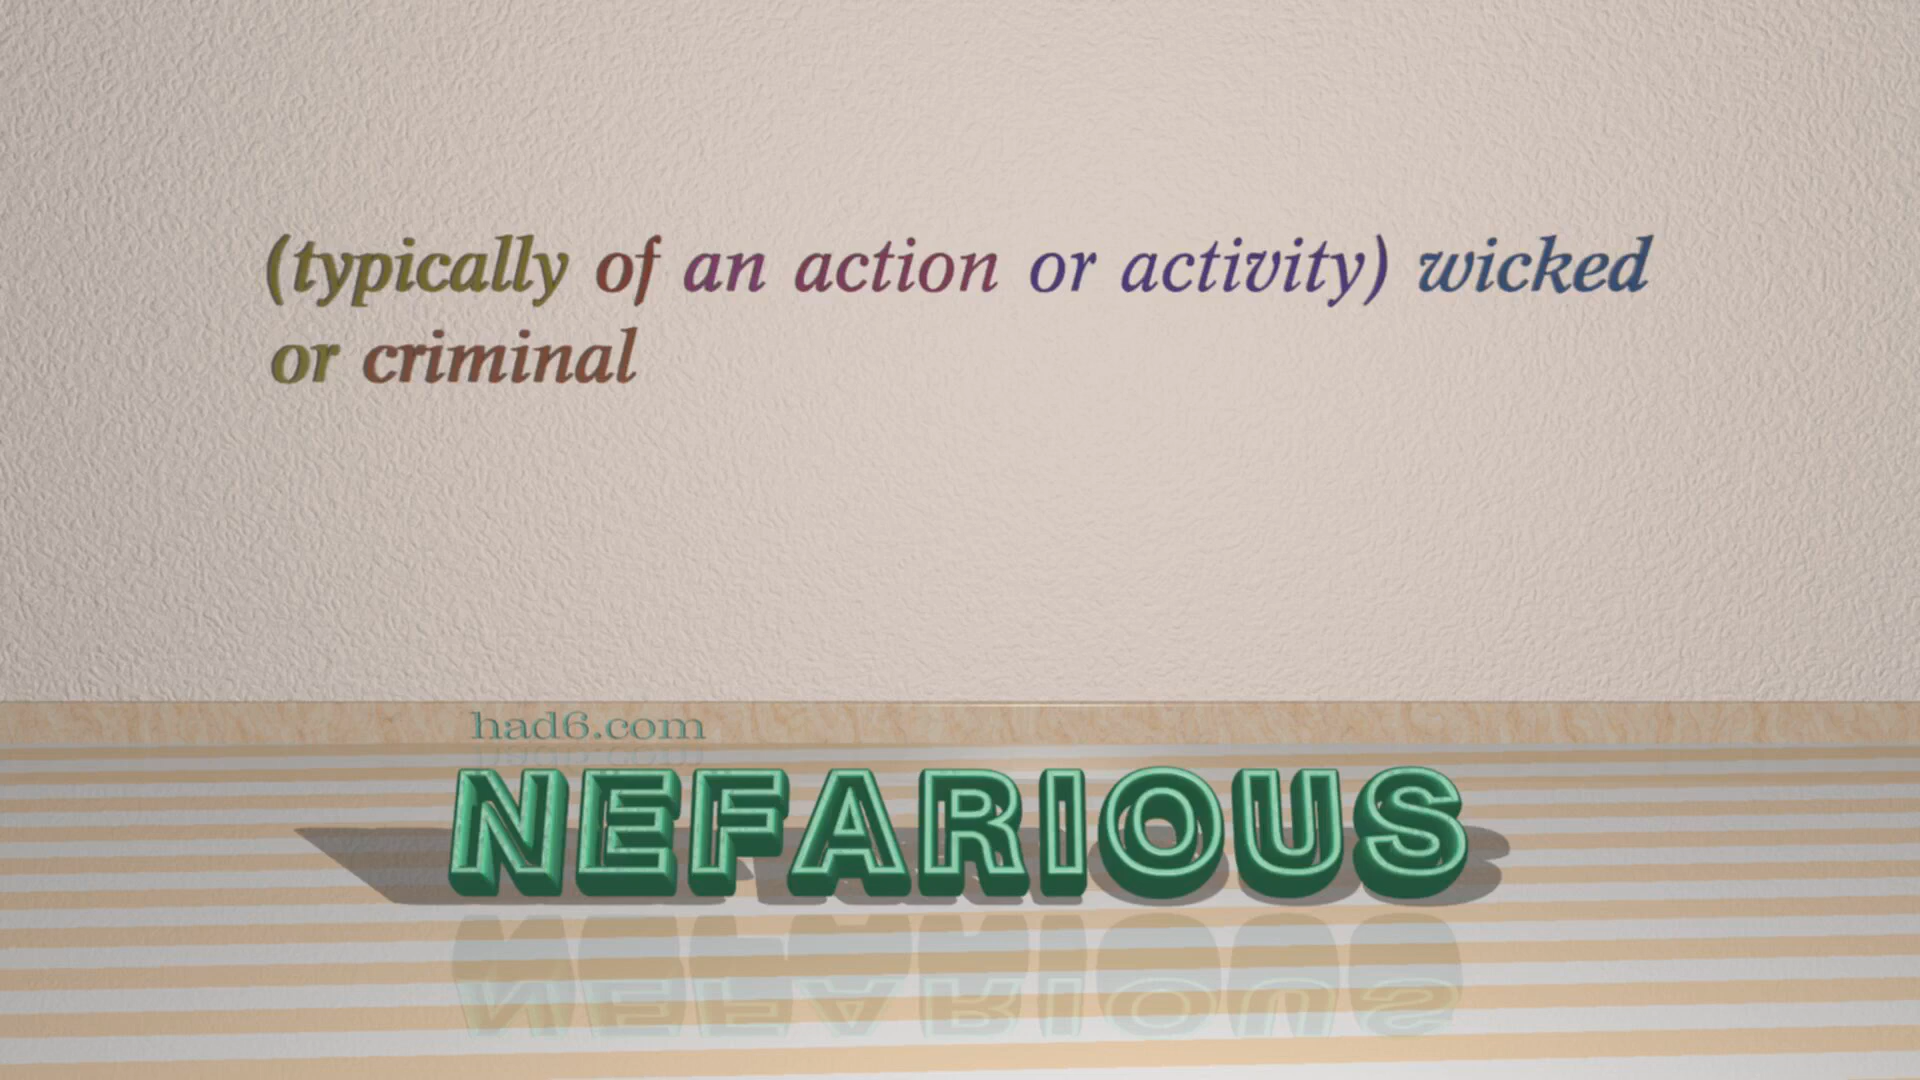 (typically of an action or activity) wicked
or criminal
had6.com
NEFARIOUS